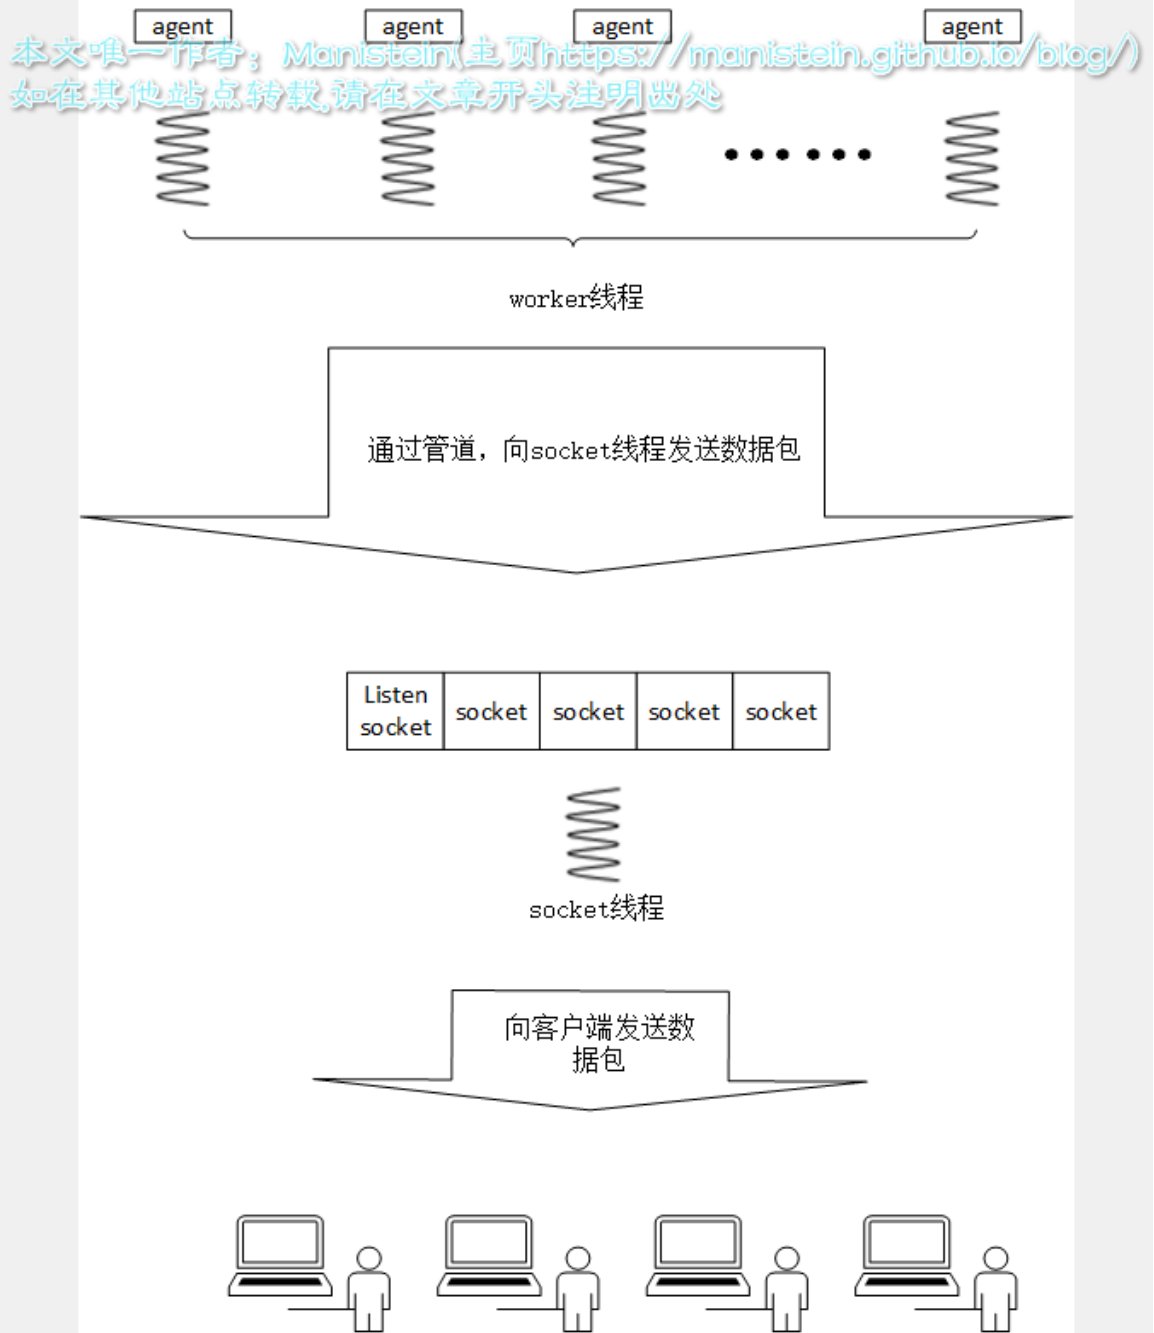 agent agent agent agent
本文唯一作者：Manistein(主页https://manistein.github.io/blog/)
如在其他站点转载,请在文章开头注明出处
worker线程
通过管道，向socket线程发送数据包
Listen
socket
socket
socket
socket
socket
socket线程
向客户端发送数
据包